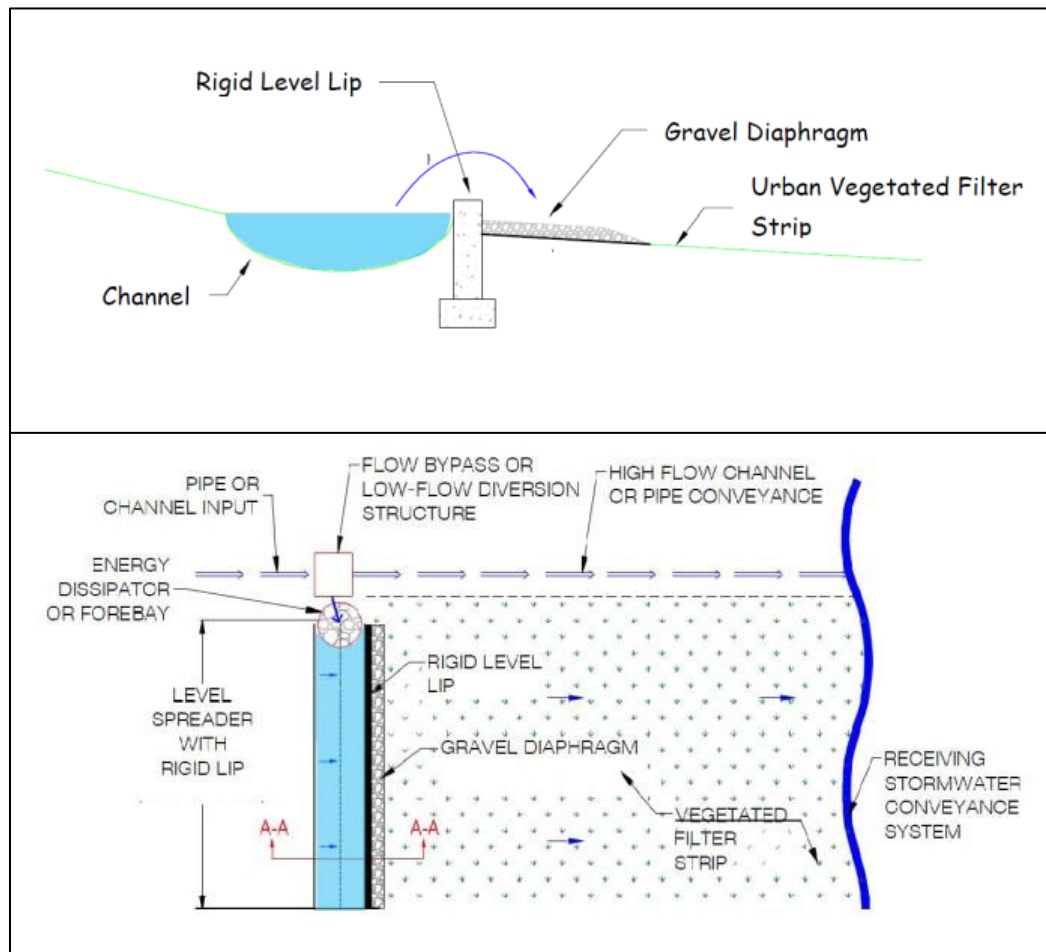 Rigid Level Lip
Gravel Diaphragm
Urban Vegetated Filter
Strip
Channel
PIPE OR
CHANNEL INPUT
FLOW BYPASS OR
LOW-FLOW DIVERSION
STRUCTURE
HIGH FLOW CHANNEL
OR PIPE CONVEYANCE
ENERGY
DISSIPATOR
OR FOREBAY
LEVEL
SPREADER
WITH
RIGID LIP
RIGID LEVEL
LIP
GRAVEL DIAPHRAGM
A-A
A-A
VEGETATED
FILTER
STRIP
RECEIVING
STORMWATER
CONVEYANCE
SYSTEM